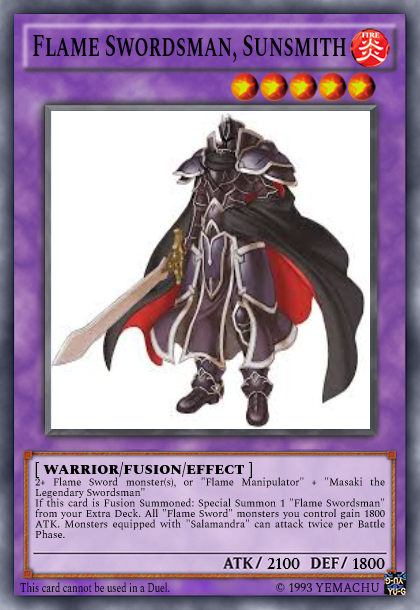 FLAME SWORDSMAN, SUNSMITH
FIRE
炎
[ WARRIOR/FUSION/EFFECT ]
2+ Flame Sword monster(s), or "Flame Manipulator" + "Masaki the
Legendary Swordsman"
If this card is Fusion Summoned: Special Summon 1 "Flame Swordsman"
from your Extra Deck. All "Flame Sword" monsters you control gain 1800
ATK. Monsters equipped with "Salamandra" can attack twice per Battle
Phase.
ATK / 2100 DEF / 1800
This card cannot be used in a Duel.
© 1993 YEMACHU